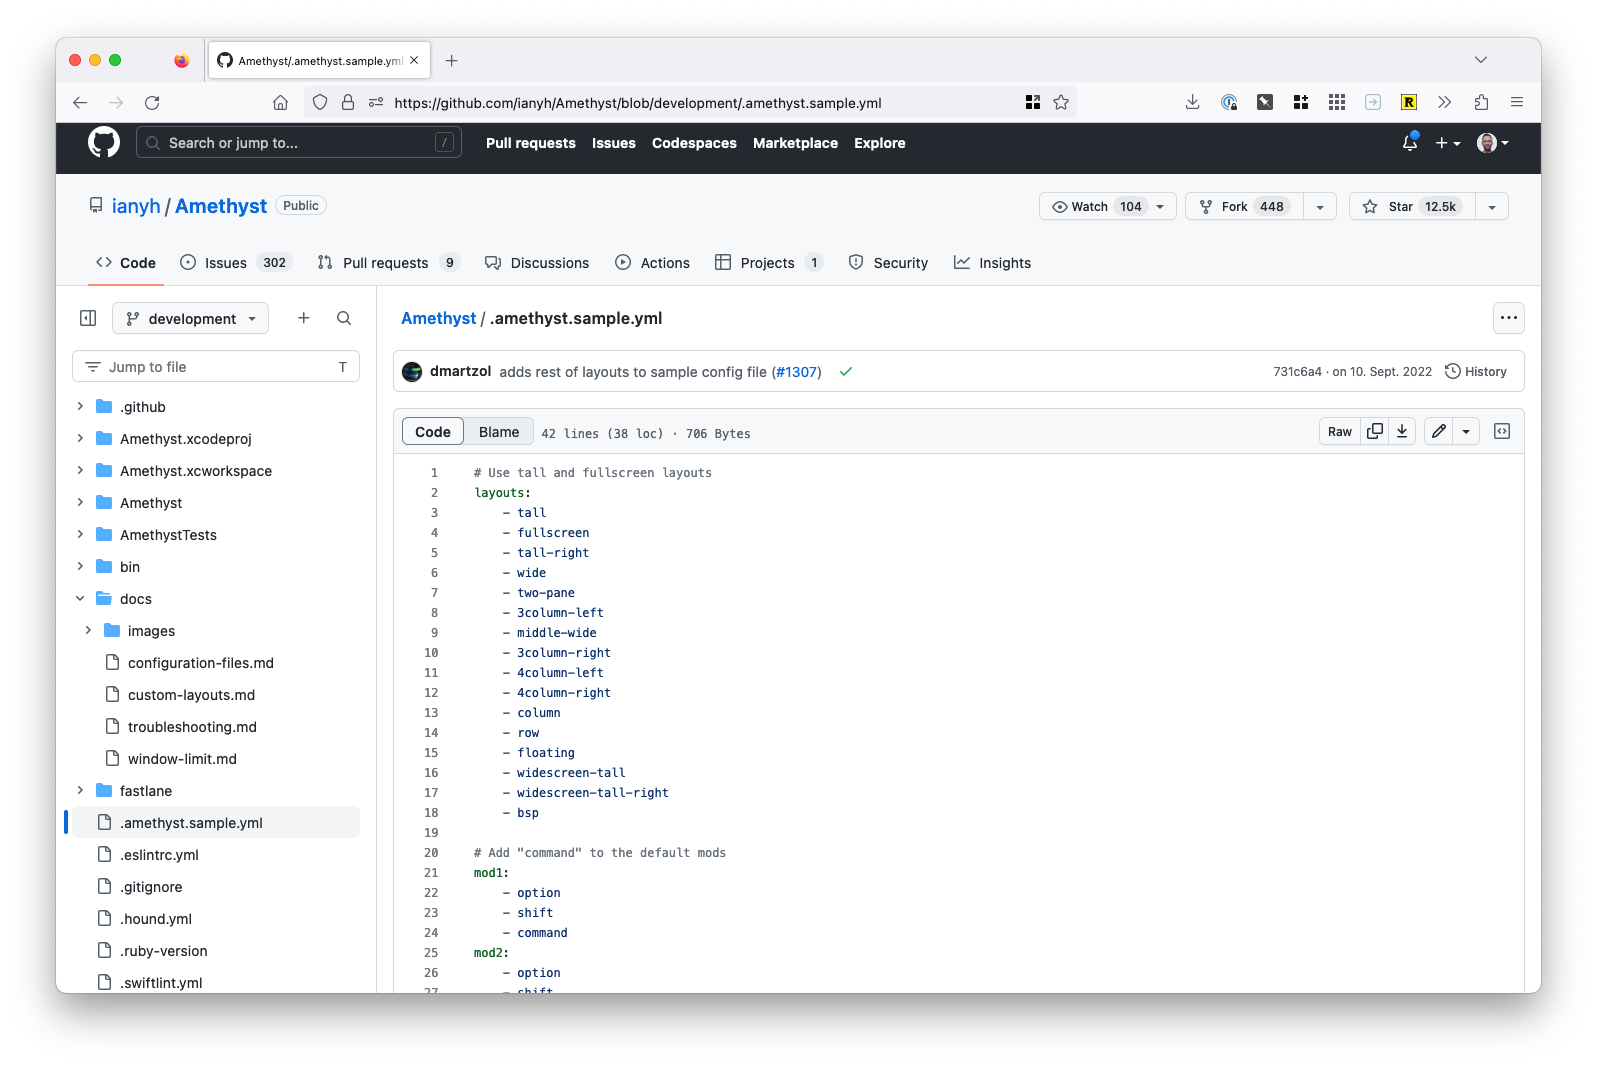 Amethyst/.amethyst.sample.yml
https://github.com/ianyh/Amethyst/blob/development/.amethyst.sample.yml
R
Search or jump to... /
Pull requests Issues Codespaces Marketplace Explore
ianyh / Amethyst Public
Watch 104 Fork 448 Star 12.5k
Code Issues 302 Pull requests 9 Discussions Actions Projects 1 Security Insights
development
Jump to file T
.github
Amethyst.xcodeproj
Amethyst.xcworkspace
Amethyst
AmethystTests
bin
docs
images
configuration-files.md
custom-layouts.md
troubleshooting.md
window-limit.md
fastlane
.amethyst.sample.yml
.eslintrc.yml
.gitignore
.hound.yml
.ruby-version
.swiftlint.yml
Amethyst / .amethyst.sample.yml
dmartzol adds rest of layouts to sample config file (#1307) 731c6a4 · on 10. Sept. 2022 History
Code Blame 42 lines (38 loc) · 706 Bytes Raw
1 # Use tall and fullscreen layouts
2 layouts:
3 - tall
4 - fullscreen
5 - tall-right
6 - wide
7 - two-pane
8 - 3column-left
9 - middle-wide
10 - 3column-right
11 - 4column-left
12 - 4column-right
13 - column
14 - row
15 - floating
16 - widescreen-tall
17 - widescreen-tall-right
18 - bsp
19
20 # Add "command" to the default mods
21 mod1:
22 - option
23 - shift
24 - command
25 mod2:
26 - option
27 - shift